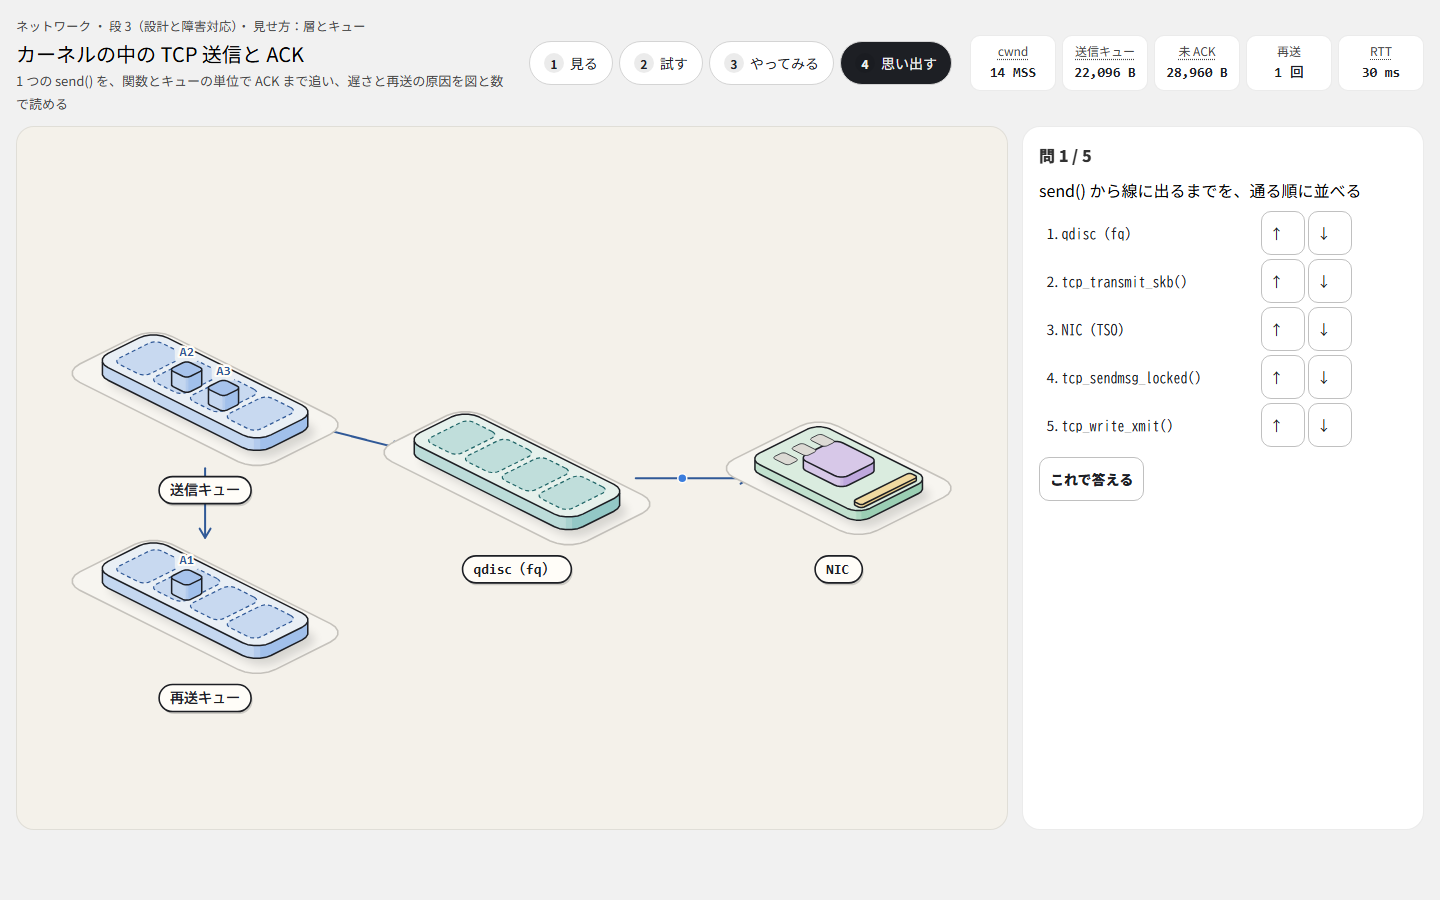 ネットワーク ・ 段 3（設計と障害対応）・ 見せ方：層とキュー
カーネルの中の TCP 送信と ACK
1 つの send() を、関数とキューの単位で ACK まで追い、遅さと再送の原因を図と数
で読める
1 見る
2 試す
3 やってみる
4 思い出す
cwnd
14 MSS
送信キュー
22,096 B
未 ACK
28,960 B
再送
1 回
RTT
30 ms
A2
A3
送信キュー
A1
再送キュー
qdisc（fq）
NIC
問 1 / 5
send() から線に出るまでを、通る順に並べる
1. qdisc（fq） ↑ ↓
2. tcp_transmit_skb() ↑ ↓
3. NIC（TSO） ↑ ↓
4. tcp_sendmsg_locked() ↑ ↓
5. tcp_write_xmit() ↑ ↓
これで答える